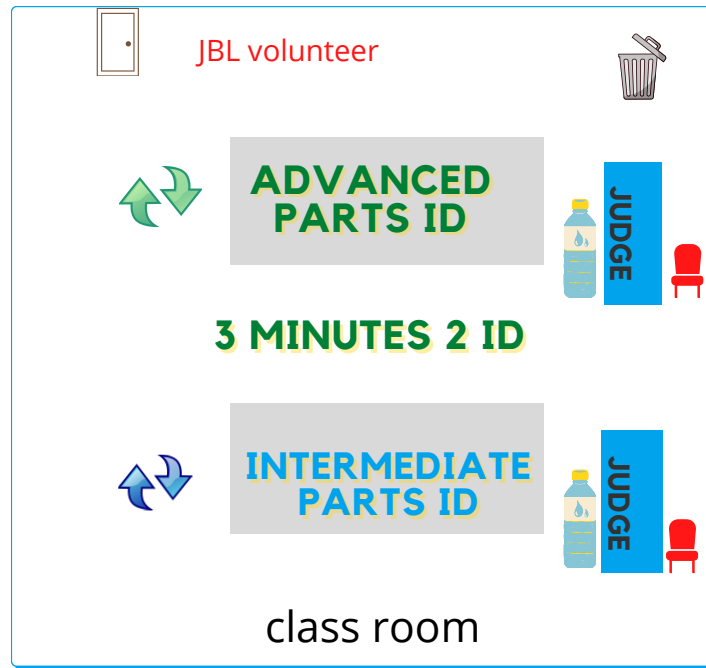 JBL volunteer
ADVANCED
PARTS ID
JUDGE
3 MINUTES 2 ID
INTERMEDIATE
PARTS ID
JUDGE
class room